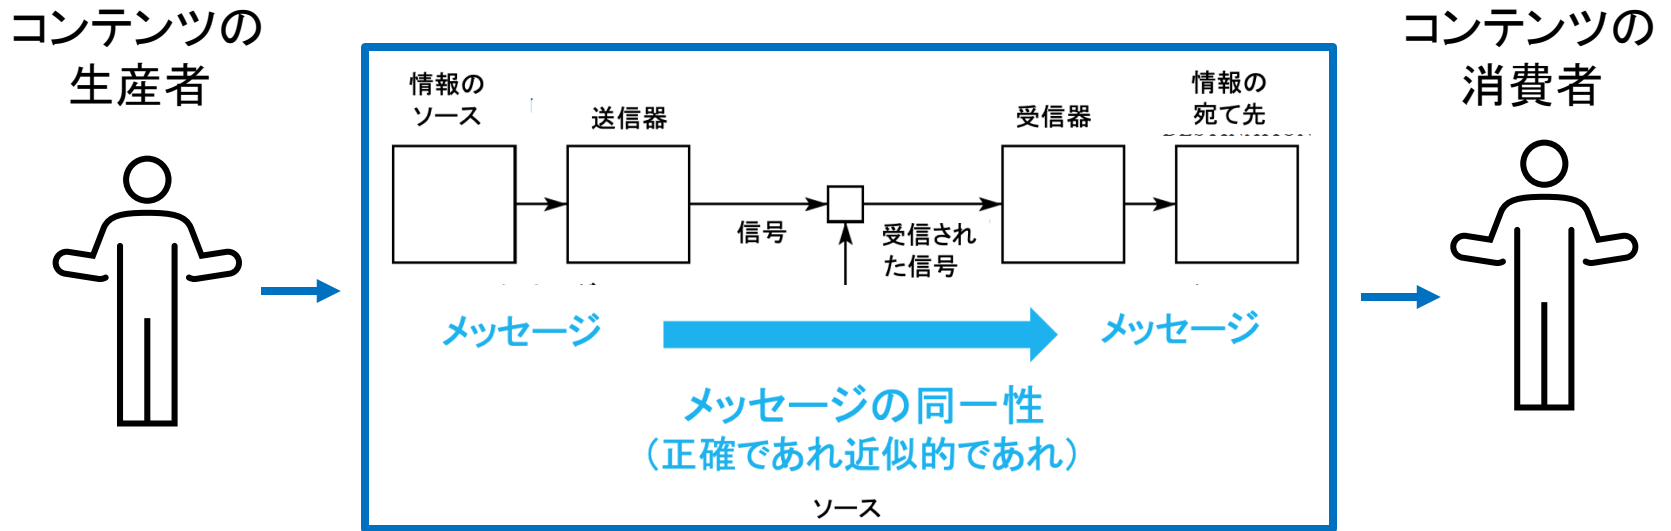 コンテンツの
生産者
コンテンツの
消費者
情報の
ソース
送信器
受信器
情報の
宛て先
信号
受信され
た信号
メッセージ
メッセージ
メッセージの同一性
（正確であれ近似的であれ）
ソース